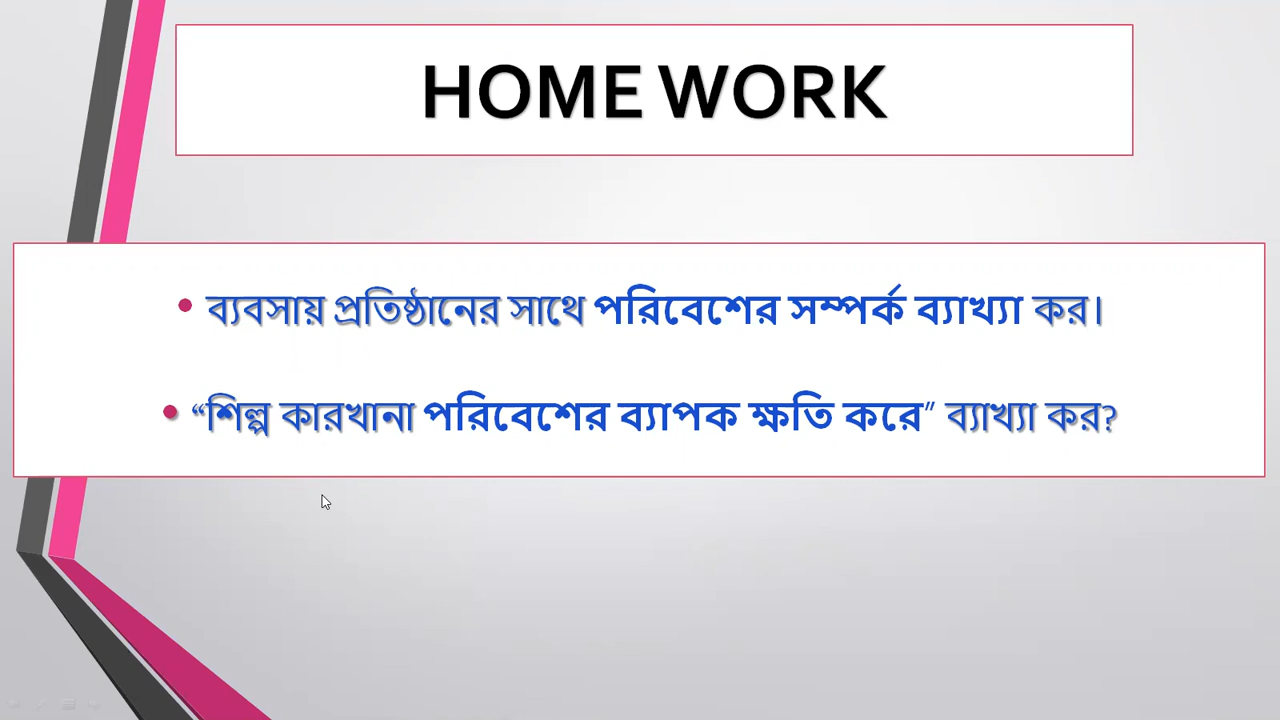 HOME WORK
• ব্যবসায় প্রতিষ্ঠানের সাথে পরিবেশের সম্পর্ক ব্যাখ্যা কর।
• “শিল্প কারখানা পরিবেশের ব্যাপক ক্ষতি করে” ব্যাখ্যা কর?